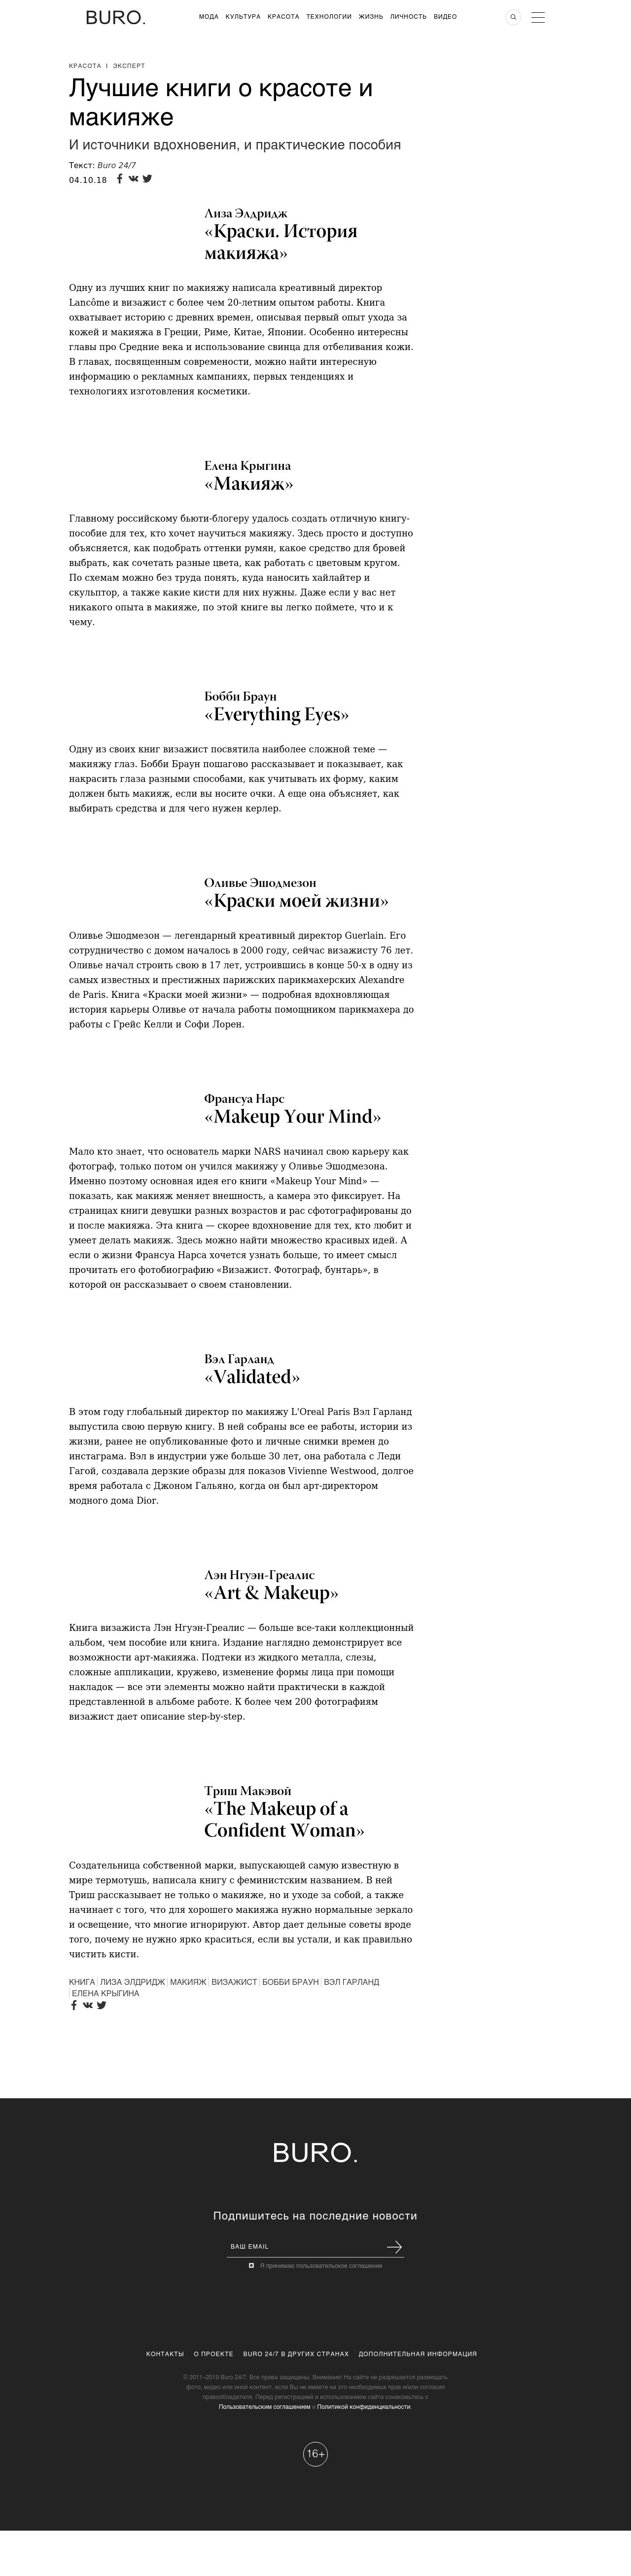 BURO.
МОДА КУЛЬТУРА КРАСОТА ТЕХНОЛОГИИ ЖИЗНЬ ЛИЧНОСТЬ ВИДЕО
КРАСОТА | ЭКСПЕРТ
Лучшие книги о красоте и
макияже
И источники вдохновения, и практические пособия
Текст: Buro 24/7
04.10.18
Лиза Элдридж
«Краски. История
макияжа»
Одну из лучших книг по макияжу написала креативный директор
Lancôme и визажист с более чем 20-летним опытом работы. Книга
охватывает историю с древних времен, описывая первый опыт ухода за
кожей и макияжа в Греции, Риме, Китае, Японии. Особенно интересны
главы про Средние века и использование свинца для отбеливания кожи.
В главах, посвященным современности, можно найти интересную
информацию о рекламных кампаниях, первых тенденциях и
технологиях изготовления косметики.
Елена Крыгина
«Макияж»
Главному российскому бьюти-блогеру удалось создать отличную книгу-
пособие для тех, кто хочет научиться макияжу. Здесь просто и доступно
объясняется, как подобрать оттенки румян, какое средство для бровей
выбрать, как сочетать разные цвета, как работать с цветовым кругом.
По схемам можно без труда понять, куда наносить хайлайтер и
скульптор, а также какие кисти для них нужны. Даже если у вас нет
никакого опыта в макияже, по этой книге вы легко поймете, что и к
чему.
Бобби Браун
«Everything Eyes»
Одну из своих книг визажист посвятила наиболее сложной теме —
макияжу глаз. Бобби Браун пошагово рассказывает и показывает, как
накрасить глаза разными способами, как учитывать их форму, каким
должен быть макияж, если вы носите очки. А еще она объясняет, как
выбирать средства и для чего нужен керлер.
Оливье Эшодмезон
«Краски моей жизни»
Оливье Эшодмезон — легендарный креативный директор Guerlain. Его
сотрудничество с домом началось в 2000 году, сейчас визажисту 76 лет.
Оливье начал строить свою в 17 лет, устроившись в конце 50-х в одну из
самых известных и престижных парижских парикмахерских Alexandre
de Paris. Книга «Краски моей жизни» — подробная вдохновляющая
история карьеры Оливье от начала работы помощником парикмахера до
работы с Грейс Келли и Софи Лорен.
Франсуа Нарс
«Makeup Your Mind»
Мало кто знает, что основатель марки NARS начинал свою карьеру как
фотограф, только потом он учился макияжу у Оливье Эшодмезона.
Именно поэтому основная идея его книги «Makeup Your Mind» —
показать, как макияж меняет внешность, а камера это фиксирует. На
страницах книги девушки разных возрастов и рас сфотографированы до
и после макияжа. Эта книга — скорее вдохновение для тех, кто любит и
умеет делать макияж. Здесь можно найти множество красивых идей. А
если о жизни Франсуа Нарса хочется узнать больше, то имеет смысл
прочитать его фотобиографию «Визажист. Фотограф, бунтарь», в
которой он рассказывает о своем становлении.
Вэл Гарланд
«Validated»
В этом году глобальный директор по макияжу L'Oreal Paris Вэл Гарланд
выпустила свою первую книгу. В ней собраны все ее работы, истории из
жизни, ранее не опубликованные фото и личные снимки времен до
инстаграма. Вэл в индустрии уже больше 30 лет, она работала с Леди
Гагой, создавала дерзкие образы для показов Vivienne Westwood, долгое
время работала с Джоном Гальяно, когда он был арт-директором
модного дома Dior.
Лэн Нгуэн-Греалис
«Art & Makeup»
Книга визажиста Лэн Нгуэн-Греалис — больше все-таки коллекционный
альбом, чем пособие или книга. Издание наглядно демонстрирует все
возможности арт-макияжа. Подтеки из жидкого металла, слезы,
сложные аппликации, кружево, изменение формы лица при помощи
накладок — все эти элементы можно найти практически в каждой
представленной в альбоме работе. К более чем 200 фотографиям
визажист дает описание step-by-step.
Триш Макэвой
«The Makeup of a
Confident Woman»
Создательница собственной марки, выпускающей самую известную в
мире термотушь, написала книгу с феминистским названием. В ней
Триш рассказывает не только о макияже, но и уходе за собой, а также
начинает с того, что для хорошего макияжа нужно нормальные зеркало
и освещение, что многие игнорируют. Автор дает дельные советы вроде
того, почему не нужно ярко краситься, если вы устали, и как правильно
чистить кисти.
КНИГА | ЛИЗА ЭЛДРИДЖ | МАКИЯЖ | ВИЗАЖИСТ | БОББИ БРАУН | ВЭЛ ГАРЛАНД
| ЕЛЕНА КРЫГИНА
BURO.
Подпишитесь на последние новости
ВАШ EMAIL
Я принимаю пользовательское соглашение
КОНТАКТЫ О ПРОЕКТЕ BURO 24/7 В ДРУГИХ СТРАНАХ ДОПОЛНИТЕЛЬНАЯ ИНФОРМАЦИЯ
© 2011–2019 Buro 24/7. Все права защищены. Внимание! На сайте не разрешается размещать
фото, видео или иной контент, если Вы не имеете на это необходимых прав и/или согласия
правообладателя. Перед регистрацией и использованием сайта ознакомьтесь с
Пользовательским соглашением и Политикой конфиденциальности
16+